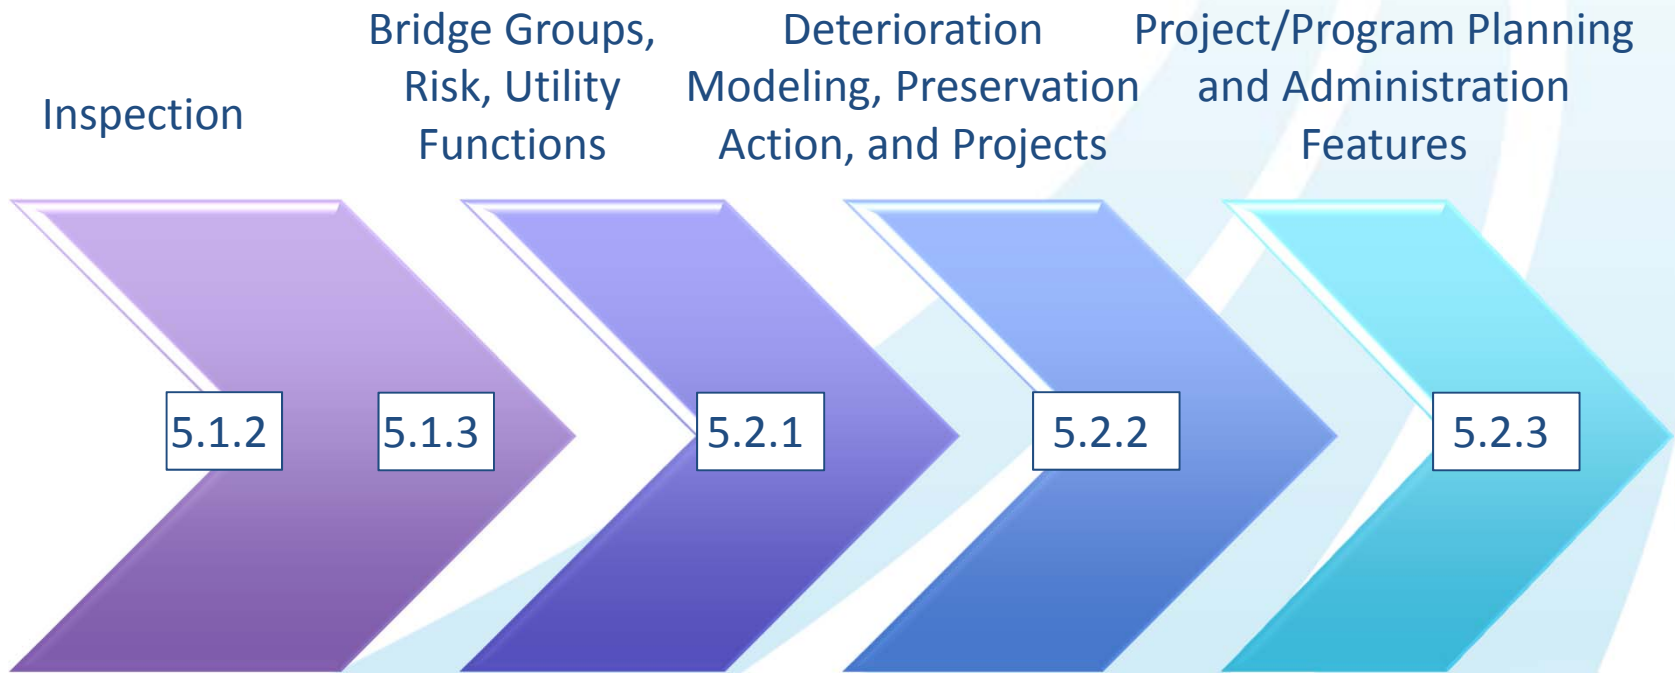 Inspection
Bridge Groups,
Risk, Utility
Functions
Deterioration
Modeling, Preservation
Action, and Projects
Project/Program Planning
and Administration
Features
5.1.2
5.1.3
5.2.1
5.2.2
5.2.3